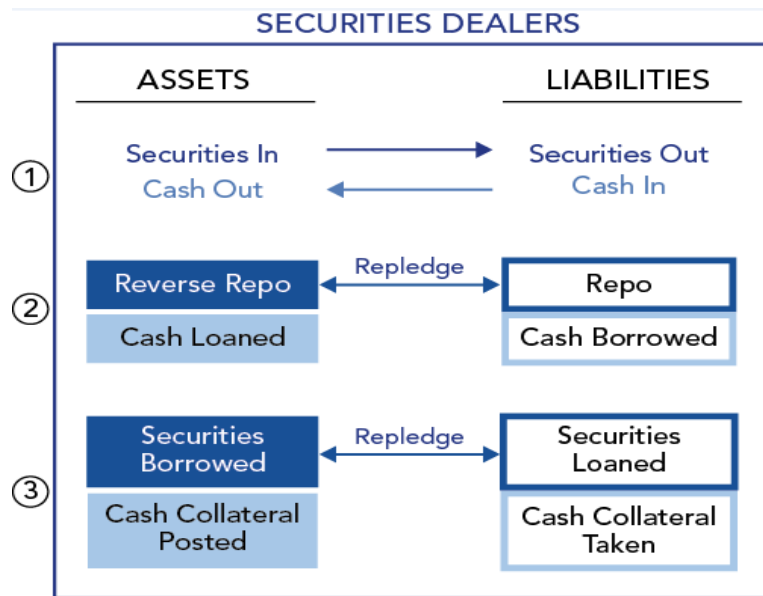 SECURITIES DEALERS
ASSETS
LIABILITIES
①
Securities In
Cash Out
Securities Out
Cash In
②
Reverse Repo
Repledge
Repo
Cash Loaned
Cash Borrowed
③
Securities
Borrowed
Repledge
Securities
Loaned
Cash Collateral
Posted
Cash Collateral
Taken